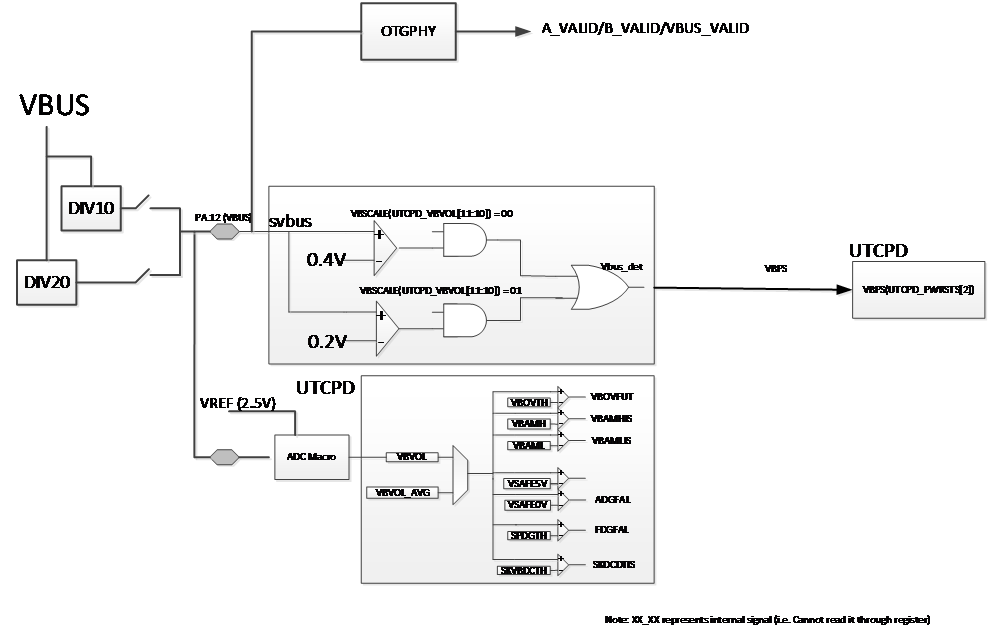 OTGPHY
A_VALID/B_VALID/VBUS_VALID
VBUS
DIV10
DIV20
PA.12 (VBUS)
svbus
VBSCALE(UTCPD_VBVOL[11:10]) = 00
0.4V
VBSCALE(UTCPD_VBVOL[11:10]) = 01
0.2V
Vbus_det
VBPS
UTCPD
VBPS(UTCPD_PWRSTS[2])
UTCPD
VREF (2.5V)
ADC Macro
VBVOL
VBVOL_AVG
VBOVTH
VBOVFUT
VBAMH
VBAMHIS
VBAML
VBAMLIS
VSAFE5V
VSAFE0V
ADGFAL
SPDGTH
FDGFAL
SKVBDCTH
SKDCDTIS
Note: XX_XX represents internal signal (i.e. Cannot read it through register)